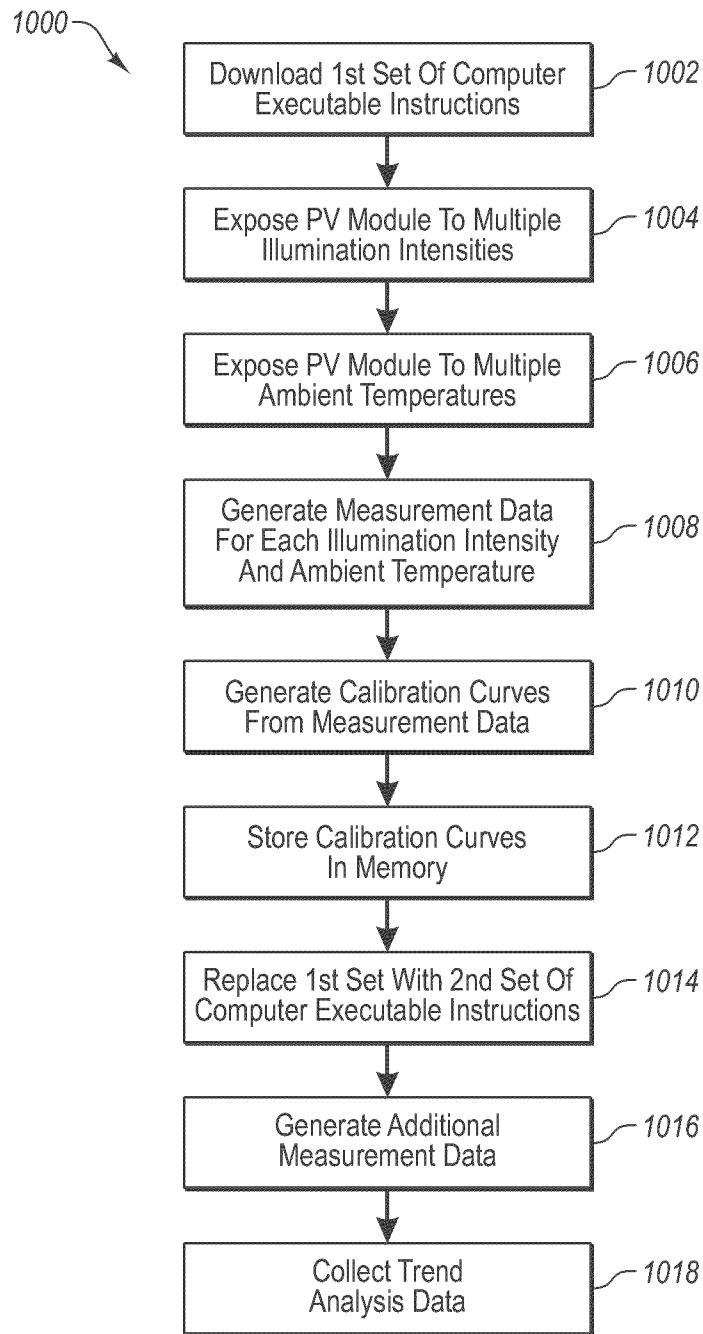 1000
Download 1st Set Of Computer
Executable Instructions
1002
Expose PV Module To Multiple
Illumination Intensities
1004
Expose PV Module To Multiple
Ambient Temperatures
1006
Generate Measurement Data
For Each Illumination Intensity
And Ambient Temperature
1008
Generate Calibration Curves
From Measurement Data
1010
Store Calibration Curves
In Memory
1012
Replace 1st Set With 2nd Set Of
Computer Executable Instructions
1014
Generate Additional
Measurement Data
1016
Collect Trend
Analysis Data
1018